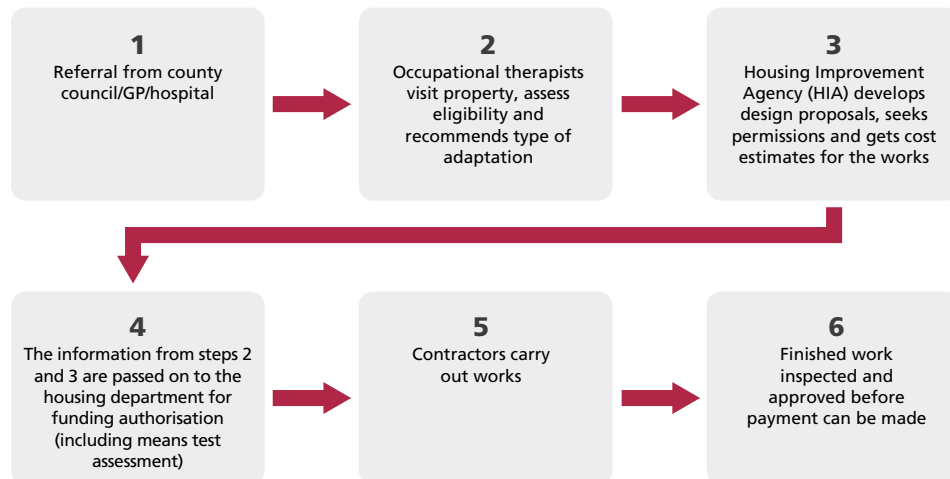 1
Referral from county
council/GP/hospital
2
Occupational therapists
visit property, assess
eligibility and
recommends type of
adaptation
3
Housing Improvement
Agency (HIA) develops
design proposals, seeks
permissions and gets cost
estimates for the works
4
The information from steps 2
and 3 are passed on to the
housing department for
funding authorisation
(including means test
assessment)
5
Contractors carry
out works
6
Finished work
inspected and
approved before
payment can be made